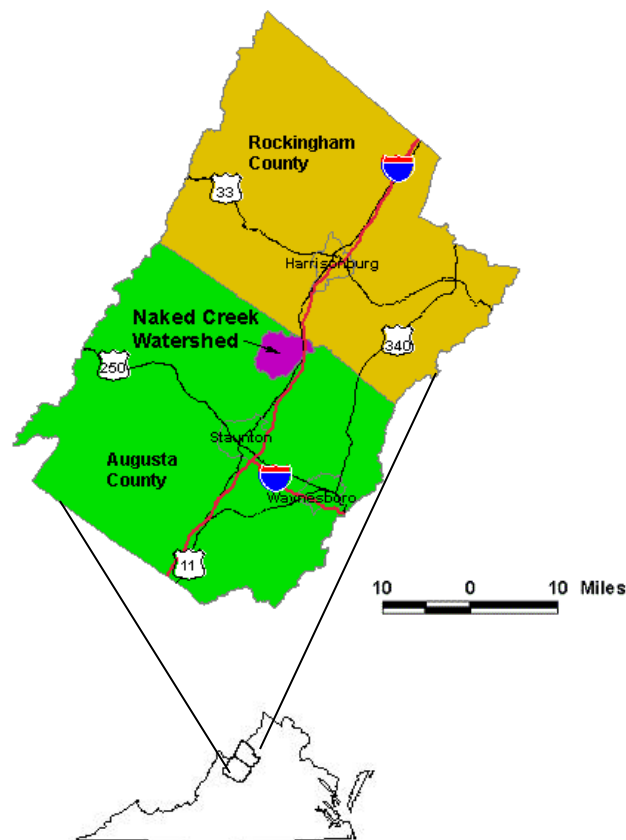 Rockingham
County
33
Harrisonburg
Naked Creek
Watershed
340
250
Staunton
Augusta
County
Waynesboro
11
10 0 10 Miles